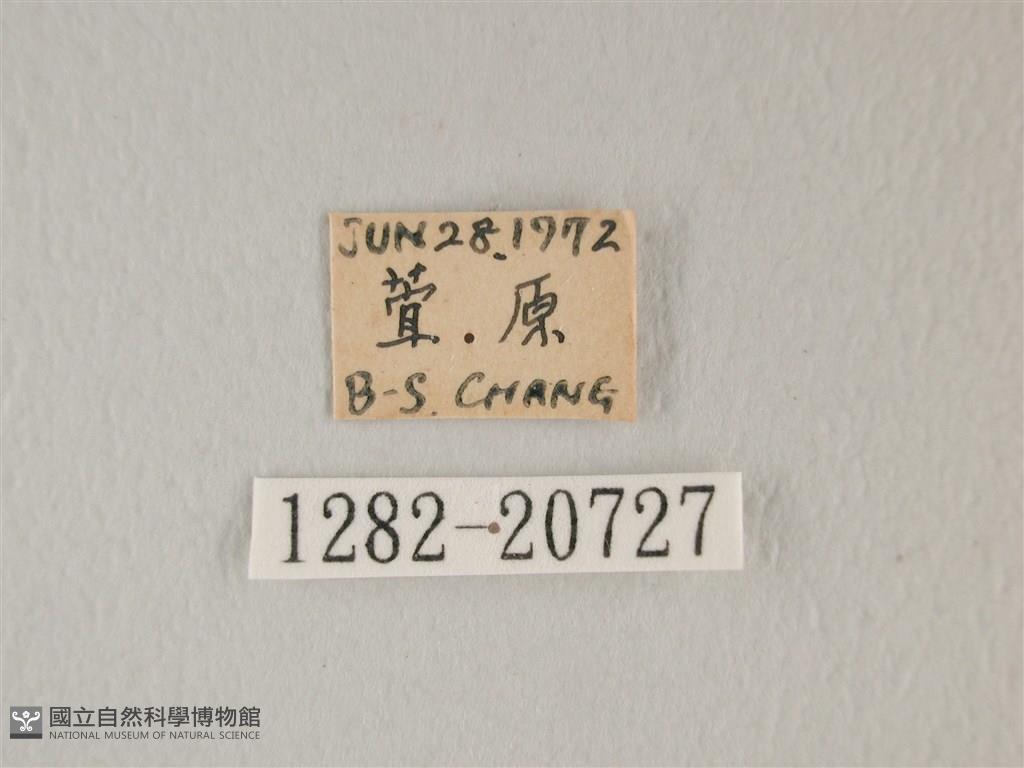 JUN 28. 1972
萱.原
B-S. CHANG
1282-20727
國立自然科學博物館
NATIONAL MUSEUM OF NATURAL SCIENCE